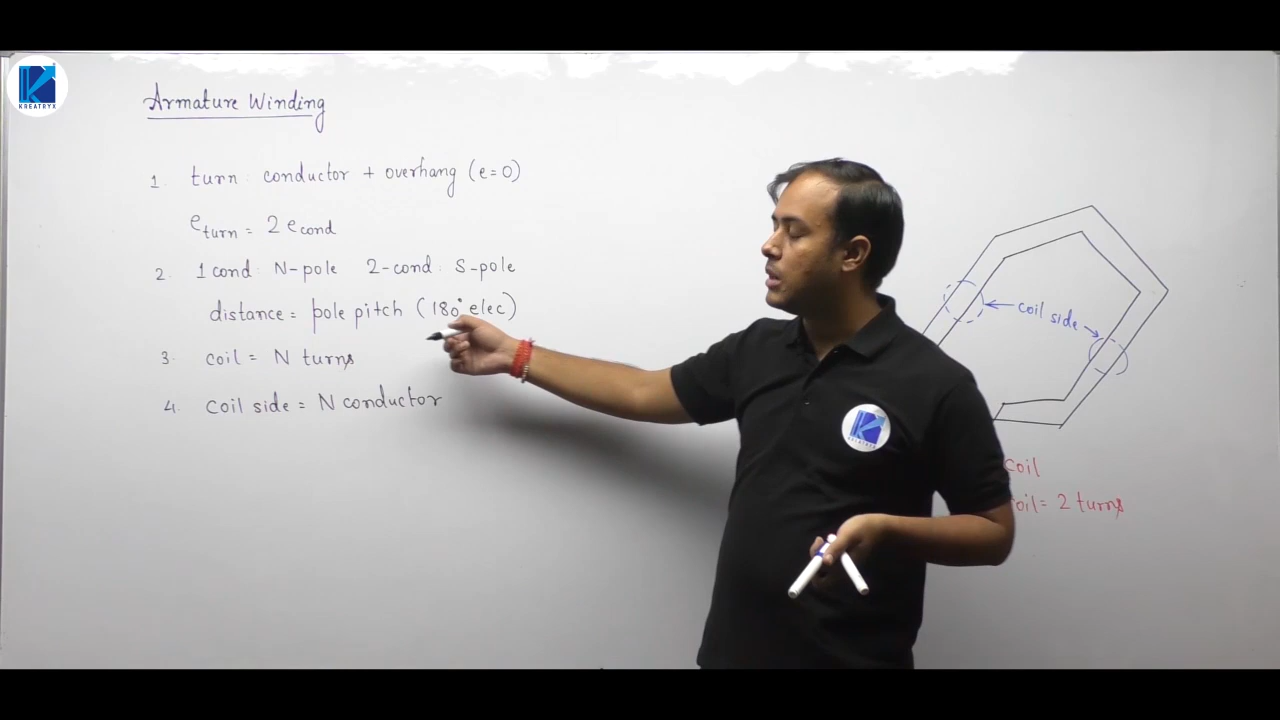 KREATRYX
Armature Winding
1. turn: conductor + overhang (e=0)
e turn = 2 e cond
2. 1 cond: N-pole 2-cond: S-pole
distance = pole pitch (180° elec)
3. coil = N turns
4. coil side = N conductor
coil side
coil
coil = 2 turns
KREATRYX